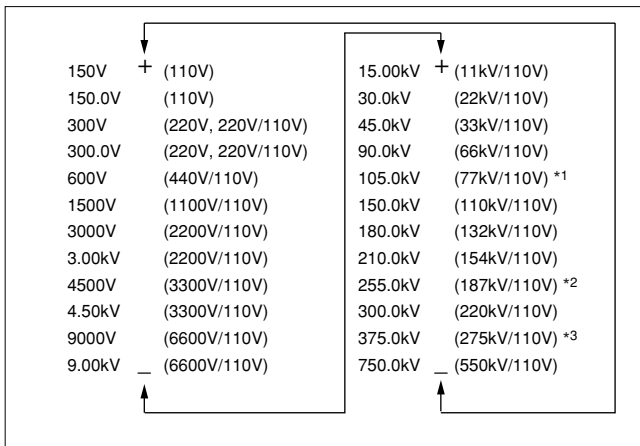 150V + (110V)
150.0V (110V)
300V (220V, 220V/110V)
300.0V (220V, 220V/110V)
600V (440V/110V)
1500V (1100V/110V)
3000V (2200V/110V)
3.00kV (2200V/110V)
4500V (3300V/110V)
4.50kV (3300V/110V)
9000V (6600V/110V)
9.00kV – (6600V/110V)
15.00kV + (11kV/110V)
30.0kV (22kV/110V)
45.0kV (33kV/110V)
90.0kV (66kV/110V)
105.0kV (77kV/110V) *1
150.0kV (110kV/110V)
180.0kV (132kV/110V)
210.0kV (154kV/110V)
255.0kV (187kV/110V) *2
300.0kV (220kV/110V)
375.0kV (275kV/110V) *3
750.0kV – (550kV/110V)